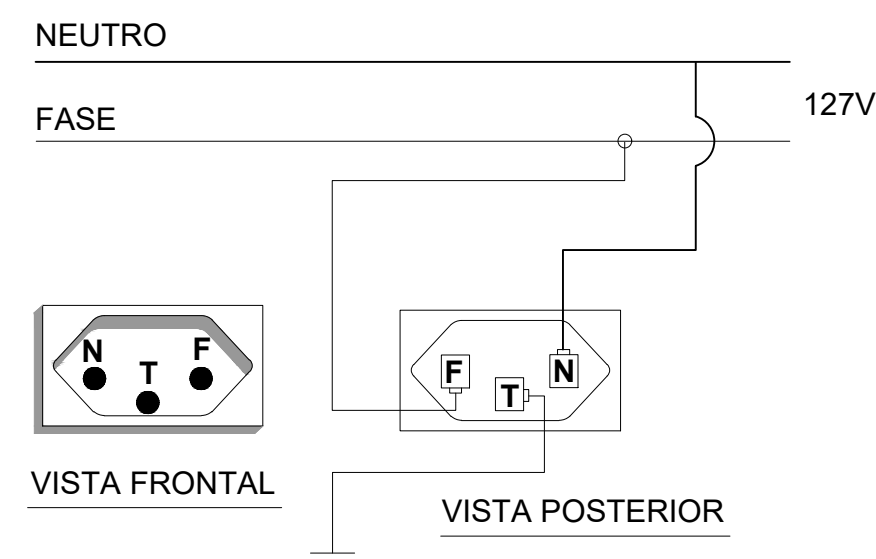 NEUTRO
127V
FASE
N
T
F
F
T
N
VISTA FRONTAL
VISTA POSTERIOR